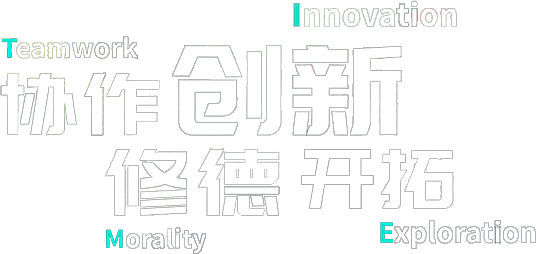 Innovation
Teamwork
协作 创新
修德 开拓
Morality
Exploration